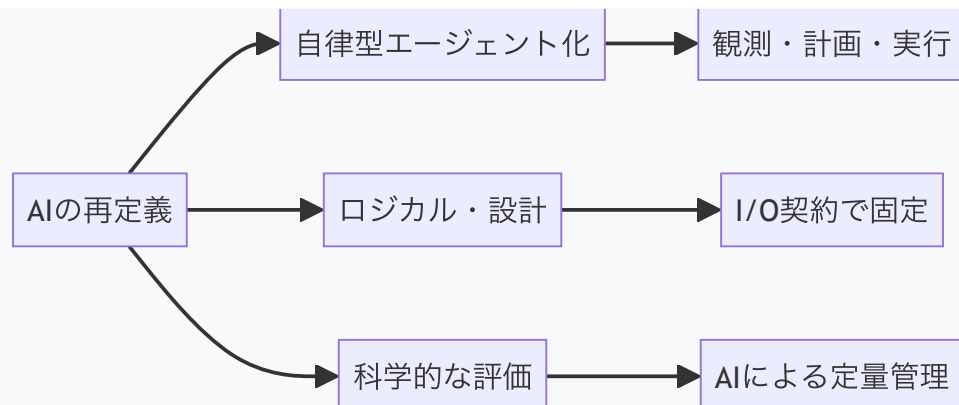 自律型エージェント化
観測・計画・実行
AIの再定義
ロジカル・設計
I/O契約で固定
科学的な評価
AIによる定量管理